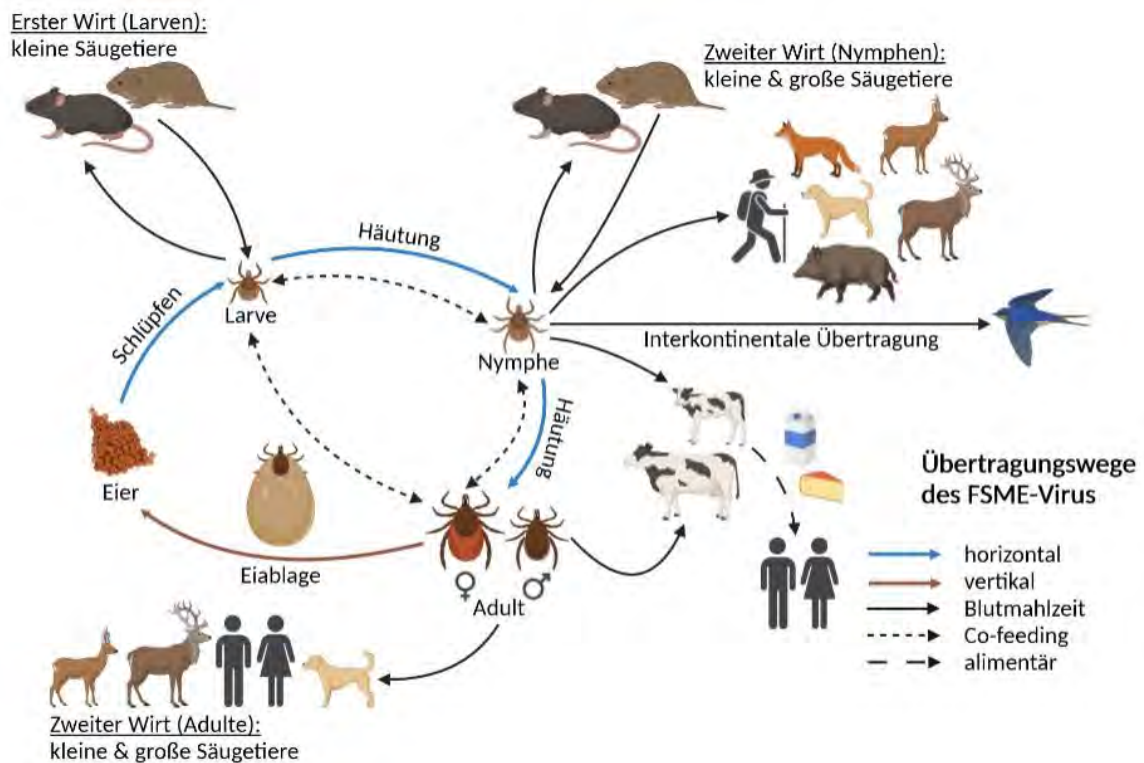 Erster Wirt (Larven):
kleine Säugetiere
Zweiter Wirt (Nymphen):
kleine & große Säugetiere
Häutung
Schlüpfen
Larve
Nymphe
Interkontinentale Übertragung
Häutung
Eier
Eiablage
♀ ♂
Adult
Übertragungswege
des FSME-Virus
horizontal
vertikal
Blutmahlzeit
Co-feeding
alimentär
Zweiter Wirt (Adulte):
kleine & große Säugetiere